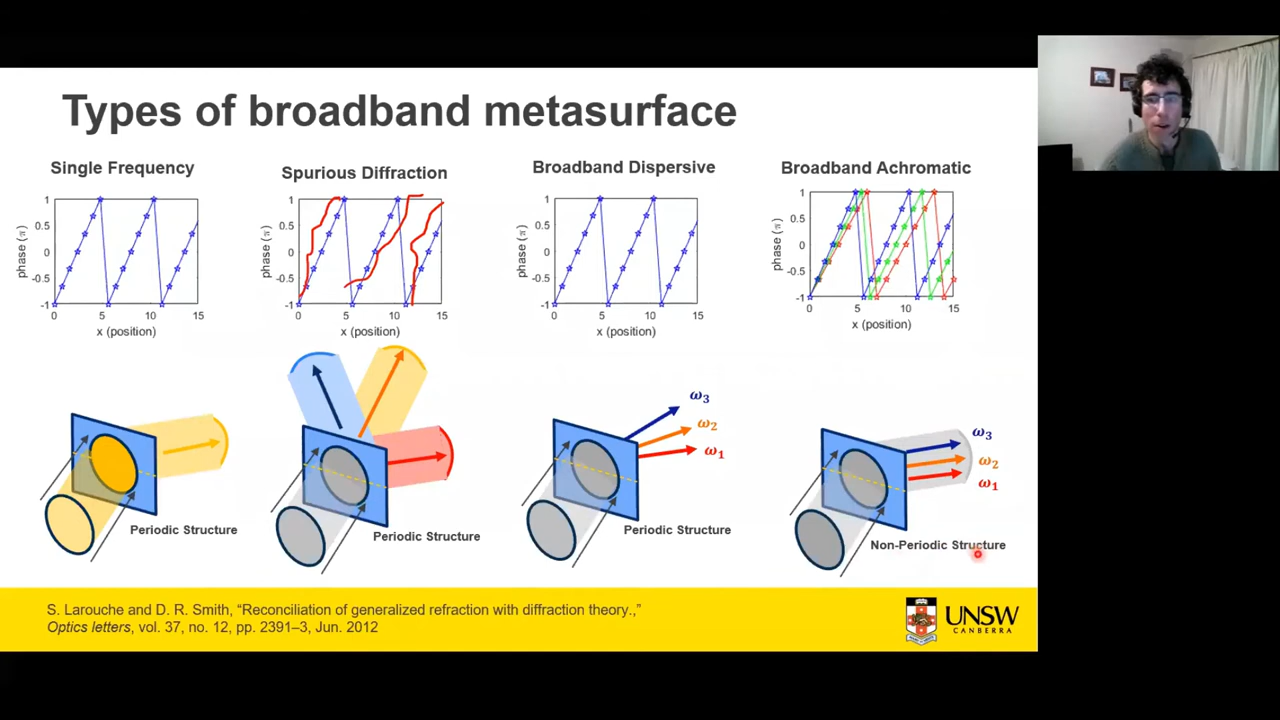 Types of broadband metasurface
Single Frequency
1
0.5
0
-0.5
-1
phase (π)
0 5 10 15
x (position)
Spurious Diffraction
1
0.5
0
-0.5
-1
phase (π)
0 5 10 15
x (position)
Broadband Dispersive
1
0.5
0
-0.5
-1
phase (π)
0 5 10 15
x (position)
Broadband Achromatic
1
0.5
0
-0.5
-1
phase (π)
0 5 10 15
x (position)
Periodic Structure
Periodic Structure
ω₃
ω₂
ω₁
Periodic Structure
ω₃
ω₂
ω₁
Non-Periodic Structure
S. Larouche and D. R. Smith, “Reconciliation of generalized refraction with diffraction theory.,”
Optics letters, vol. 37, no. 12, pp. 2391–3, Jun. 2012
UNSW
CANBERRA